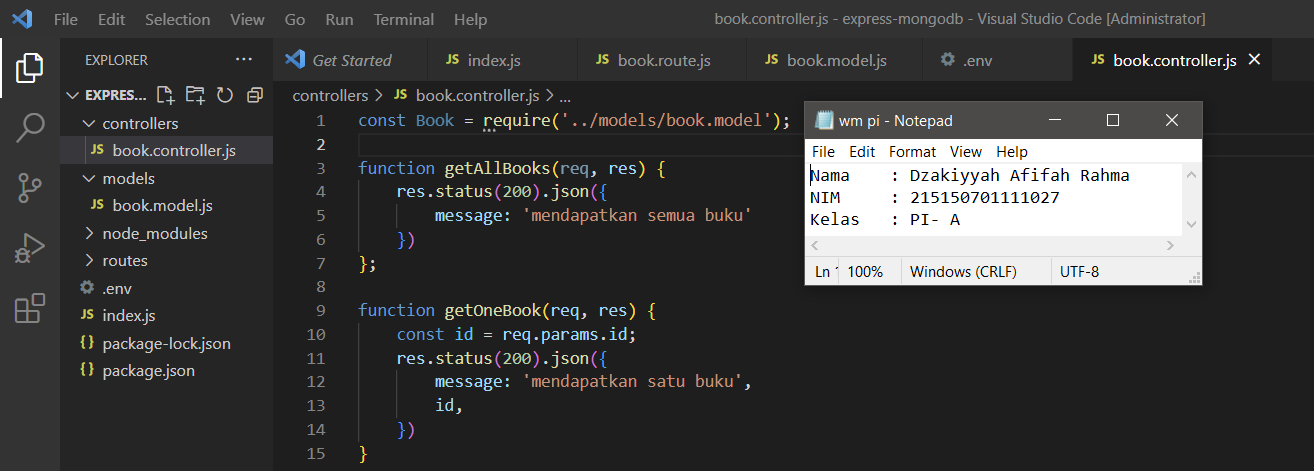 File Edit Selection View Go Run Terminal Help book.controller.js - express-mongodb - Visual Studio Code [Administrator]
EXPLORER ...
EXPRES...
controllers
JS book.controller.js
models
JS book.model.js
node_modules
routes
.env
JS index.js
{} package-lock.json
{} package.json
Get Started JS index.js JS book.route.js JS book.model.js .env JS book.controller.js
controllers > JS book.controller.js > ...
1 const Book = require('../models/book.model');
2
3 function getAllBooks(req, res) {
4 res.status(200).json({
5 message: 'mendapatkan semua buku'
6 })
7 };
8
9 function getOneBook(req, res) {
10 const id = req.params.id;
11 res.status(200).json({
12 message: 'mendapatkan satu buku',
13 id,
14 })
15 }
wm pi - Notepad
File Edit Format View Help
Nama : Dzakiyyah Afifah Rahma
NIM : 215150701111027
Kelas : PI- A
Ln 100% Windows (CRLF) UTF-8